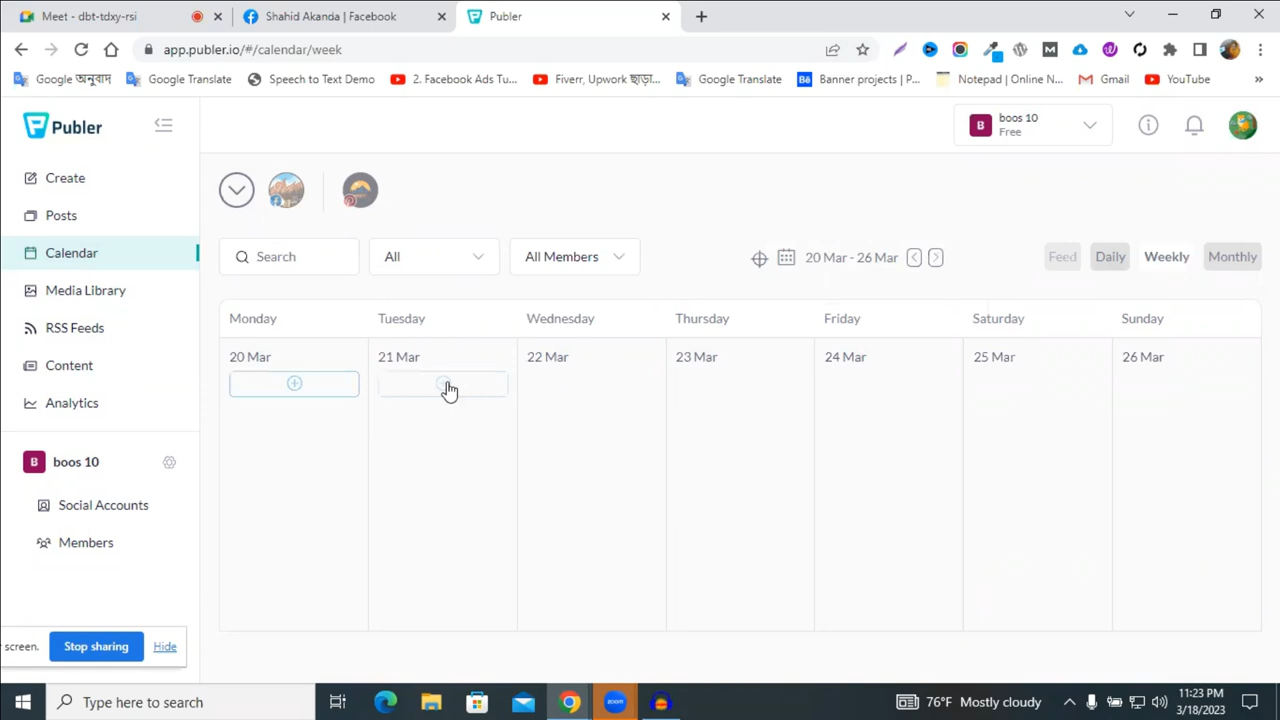 Meet - dbt-tdxy-rsi
Shahid Akanda | Facebook
Publer
app.publer.io/#/calendar/week
Google অনুবাদ
Google Translate
Speech to Text Demo
2. Facebook Ads Tu...
Fiverr, Upwork ছাড়া...
Google Translate
Banner projects | P...
Notepad | Online N...
Gmail
YouTube
»
Publer
B
boos 10
Free
Create
Posts
Calendar
Media Library
RSS Feeds
Content
Analytics
B
boos 10
Social Accounts
Members
Search
All
All Members
20 Mar - 26 Mar
Feed
Daily
Weekly
Monthly
Monday
Tuesday
Wednesday
Thursday
Friday
Saturday
Sunday
20 Mar
21 Mar
22 Mar
23 Mar
24 Mar
25 Mar
26 Mar
screen.
Stop sharing
Hide
Type here to search
zoom
76°F Mostly cloudy
11:23 PM
3/18/2023